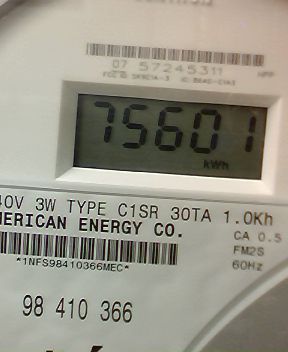 07 57245311
75601
kWh
40V 3W TYPE C1SR 30TA 1.0Kh
MERICAN ENERGY CO.
CA 0.5
FM2S
60Hz
*1NFS98410366MEC*
98 410 366